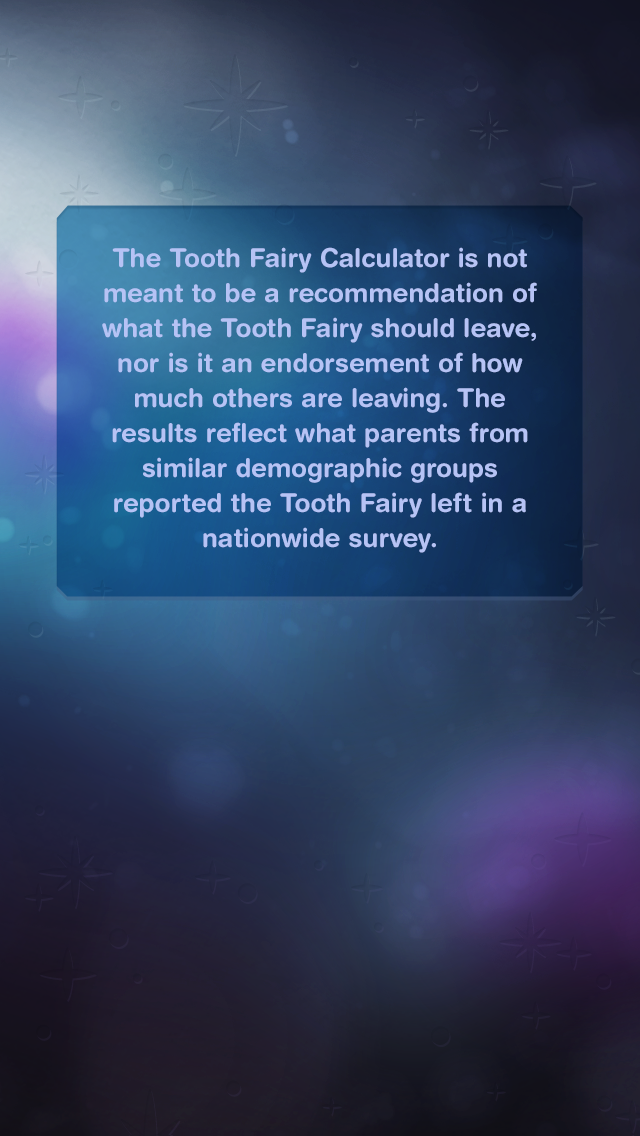 The Tooth Fairy Calculator is not
meant to be a recommendation of
what the Tooth Fairy should leave,
nor is it an endorsement of how
much others are leaving. The
results reflect what parents from
similar demographic groups
reported the Tooth Fairy left in a
nationwide survey.